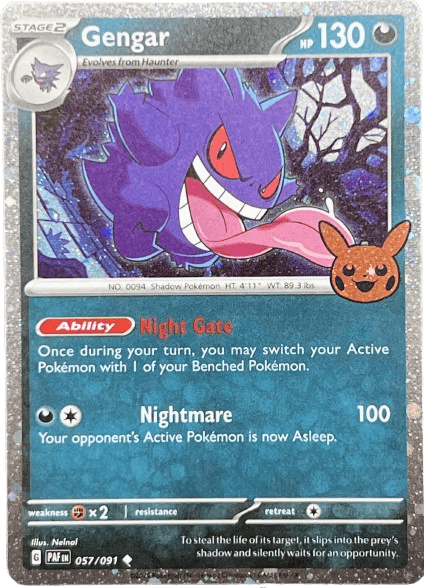 STAGE2 Gengar HP 130
Evolves from Haunter
NO. 0094 Shadow Pokémon HT: 4'11" WT: 89.3 lbs
Ability Night Gate
Once during your turn, you may switch your Active
Pokémon with 1 of your Benched Pokémon.
Nightmare 100
Your opponent's Active Pokémon is now Asleep.
weakness ×2 resistance retreat
Illus. Nelnal
G PAF EN 057/091
To steal the life of its target, it slips into the prey's
shadow and silently waits for an opportunity.